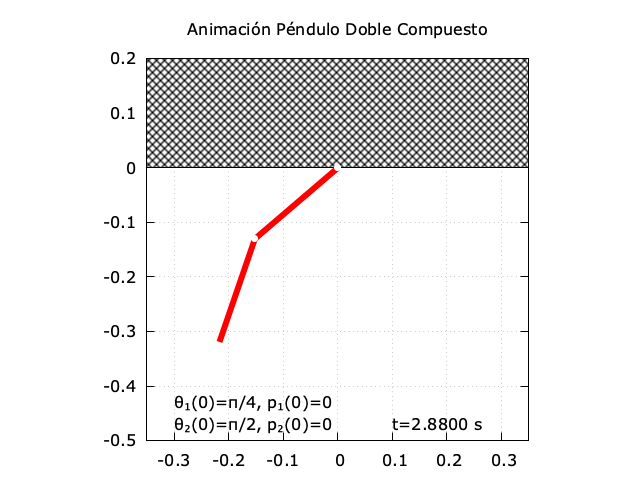 Animación Péndulo Doble Compuesto
0.2
0.1
0
-0.1
-0.2
-0.3
-0.4
-0.5
θ₁(0)=π/4, p₁(0)=0
θ₂(0)=π/2, p₂(0)=0
t=2.8800 s
-0.3 -0.2 -0.1 0 0.1 0.2 0.3